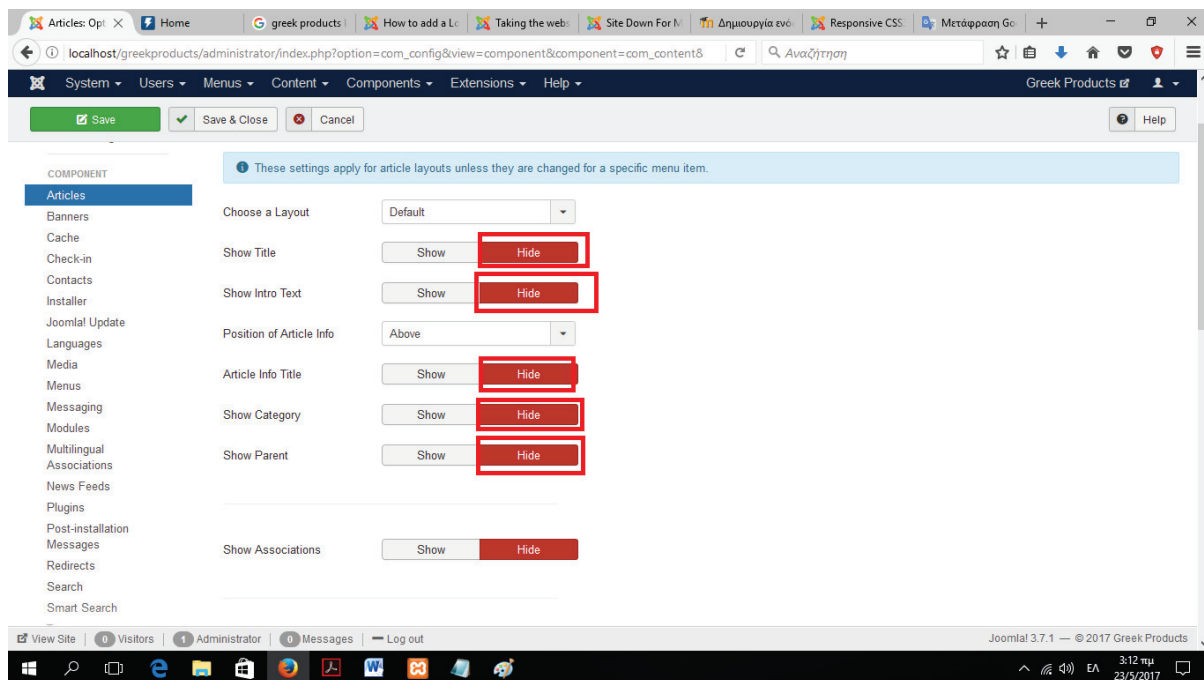 Articles: Opt
Home
greek products
How to add a Lo
Taking the webs
Site Down For M
Δημιουργία ενό
Responsive CSS
Μετάφραση Go
localhost/greekproducts/administrator/index.php?option=com_config&view=component&component=com_content&
Αναζήτηση
System Users Menus Content Components Extensions Help Greek Products
Save Save & Close Cancel Help
COMPONENT
Articles
Banners
Cache
Check-in
Contacts
Installer
Joomla! Update
Languages
Media
Menus
Messaging
Modules
Multilingual
Associations
News Feeds
Plugins
Post-installation
Messages
Redirects
Search
Smart Search
These settings apply for article layouts unless they are changed for a specific menu item.
Choose a Layout Default
Show Title Show Hide
Show Intro Text Show Hide
Position of Article Info Above
Article Info Title Show Hide
Show Category Show Hide
Show Parent Show Hide
Show Associations Show Hide
View Site 0 Visitors 1 Administrator 0 Messages Log out Joomla! 3.7.1 — © 2017 Greek Products
ΕΛ
3:12 πμ
23/5/2017